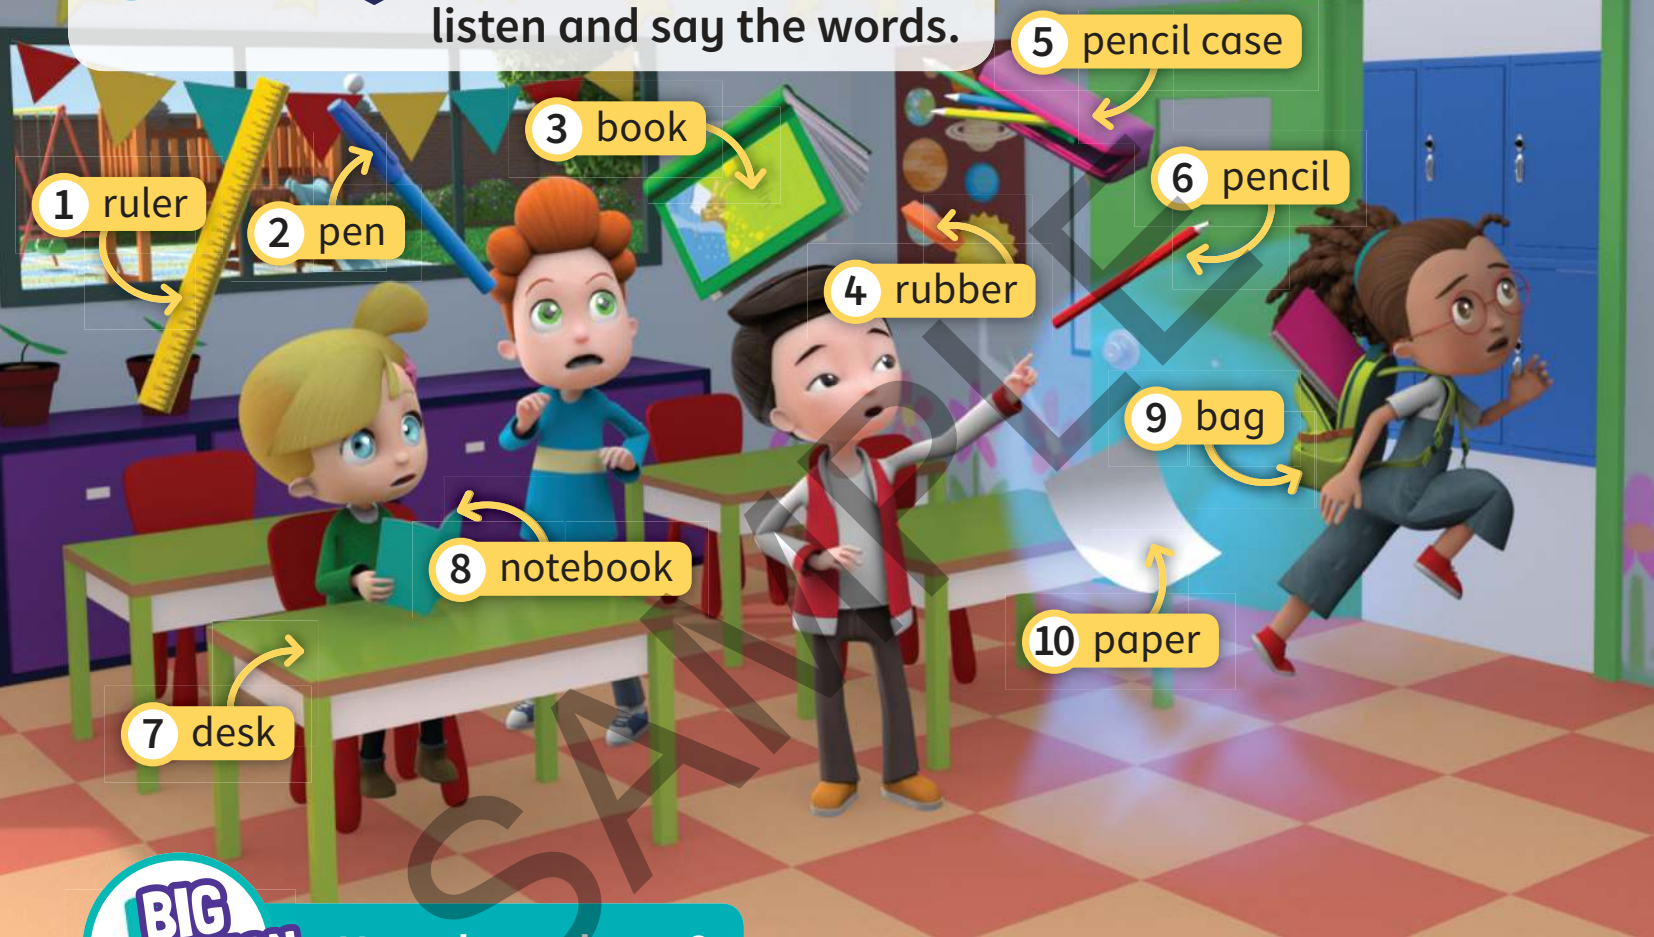 listen and say the words.
5 pencil case
3 book
6 pencil
1 ruler
2 pen
4 rubber
9 bag
8 notebook
10 paper
7 desk
SAMPLE
BIG